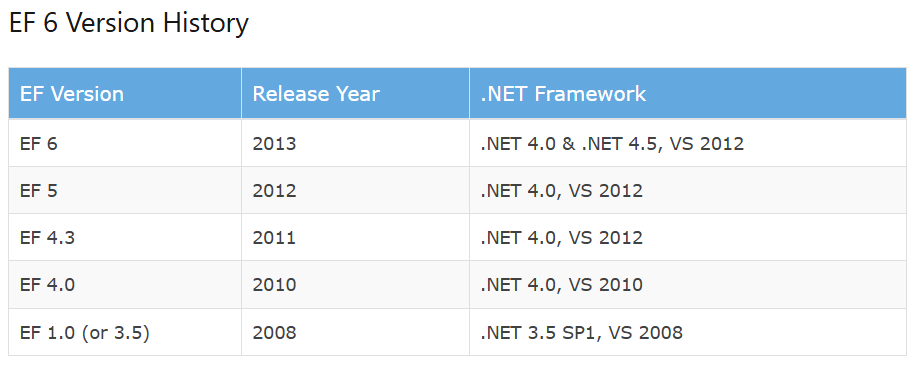 EF 6 Version History
EF Version Release Year .NET Framework
EF 6 2013 .NET 4.0 & .NET 4.5, VS 2012
EF 5 2012 .NET 4.0, VS 2012
EF 4.3 2011 .NET 4.0, VS 2012
EF 4.0 2010 .NET 4.0, VS 2010
EF 1.0 (or 3.5) 2008 .NET 3.5 SP1, VS 2008